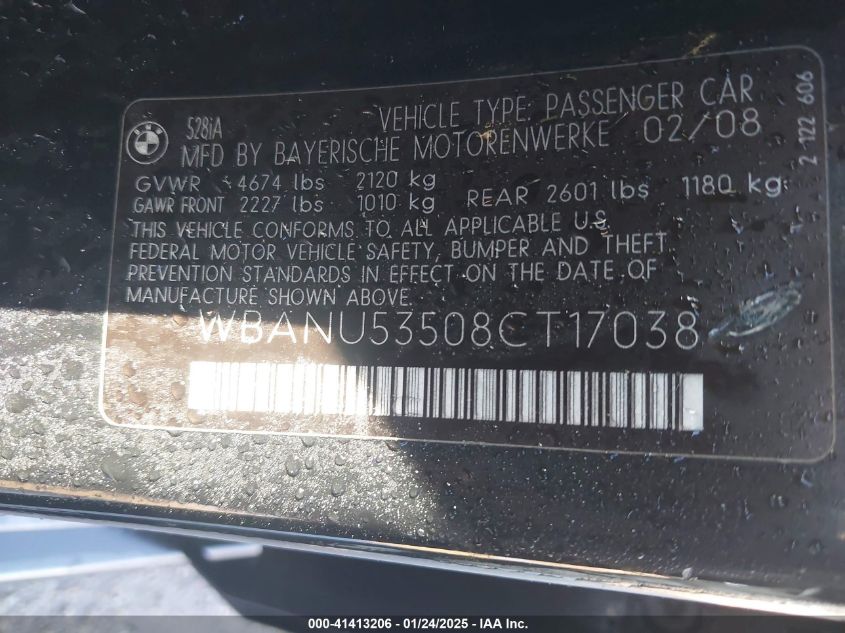 BMW
528iA
VEHICLE TYPE: PASSENGER CAR
MFD BY BAYERISCHE MOTORENWERKE 02/08
GVWR 4674 lbs 2120 kg
GAWR FRONT 2227 lbs 1010 kg REAR 2601 lbs 1180 kg
THIS VEHICLE CONFORMS TO ALL APPLICABLE U.S.
FEDERAL MOTOR VEHICLE SAFETY, BUMPER AND THEFT
PREVENTION STANDARDS IN EFFECT ON THE DATE OF
MANUFACTURE SHOWN ABOVE.
WBANU53508CT17038
2 122 606
000-41413206 - 01/24/2025 - IAA Inc.